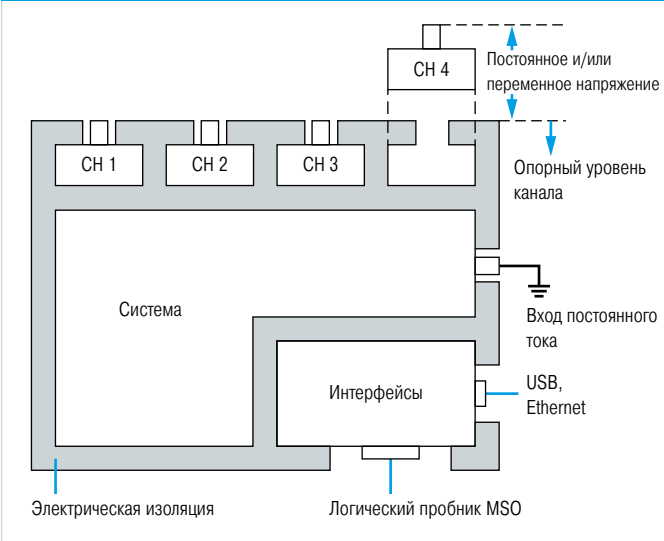 CH 4
Постоянное и/или
переменное напряжение
CH 1
CH 2
CH 3
Опорный уровень
канала
Система
Вход постоянного
тока
Интерфейсы
USB,
Ethernet
Электрическая изоляция
Логический пробник MSO